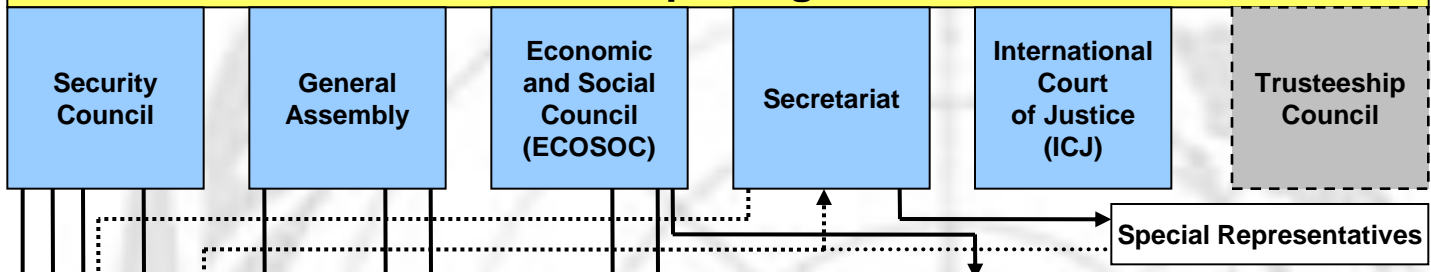 Security
Council
General
Assembly
Economic
and Social
Council
(ECOSOC)
Secretariat
International
Court
of Justice
(ICJ)
Trusteeship
Council
Special Representatives